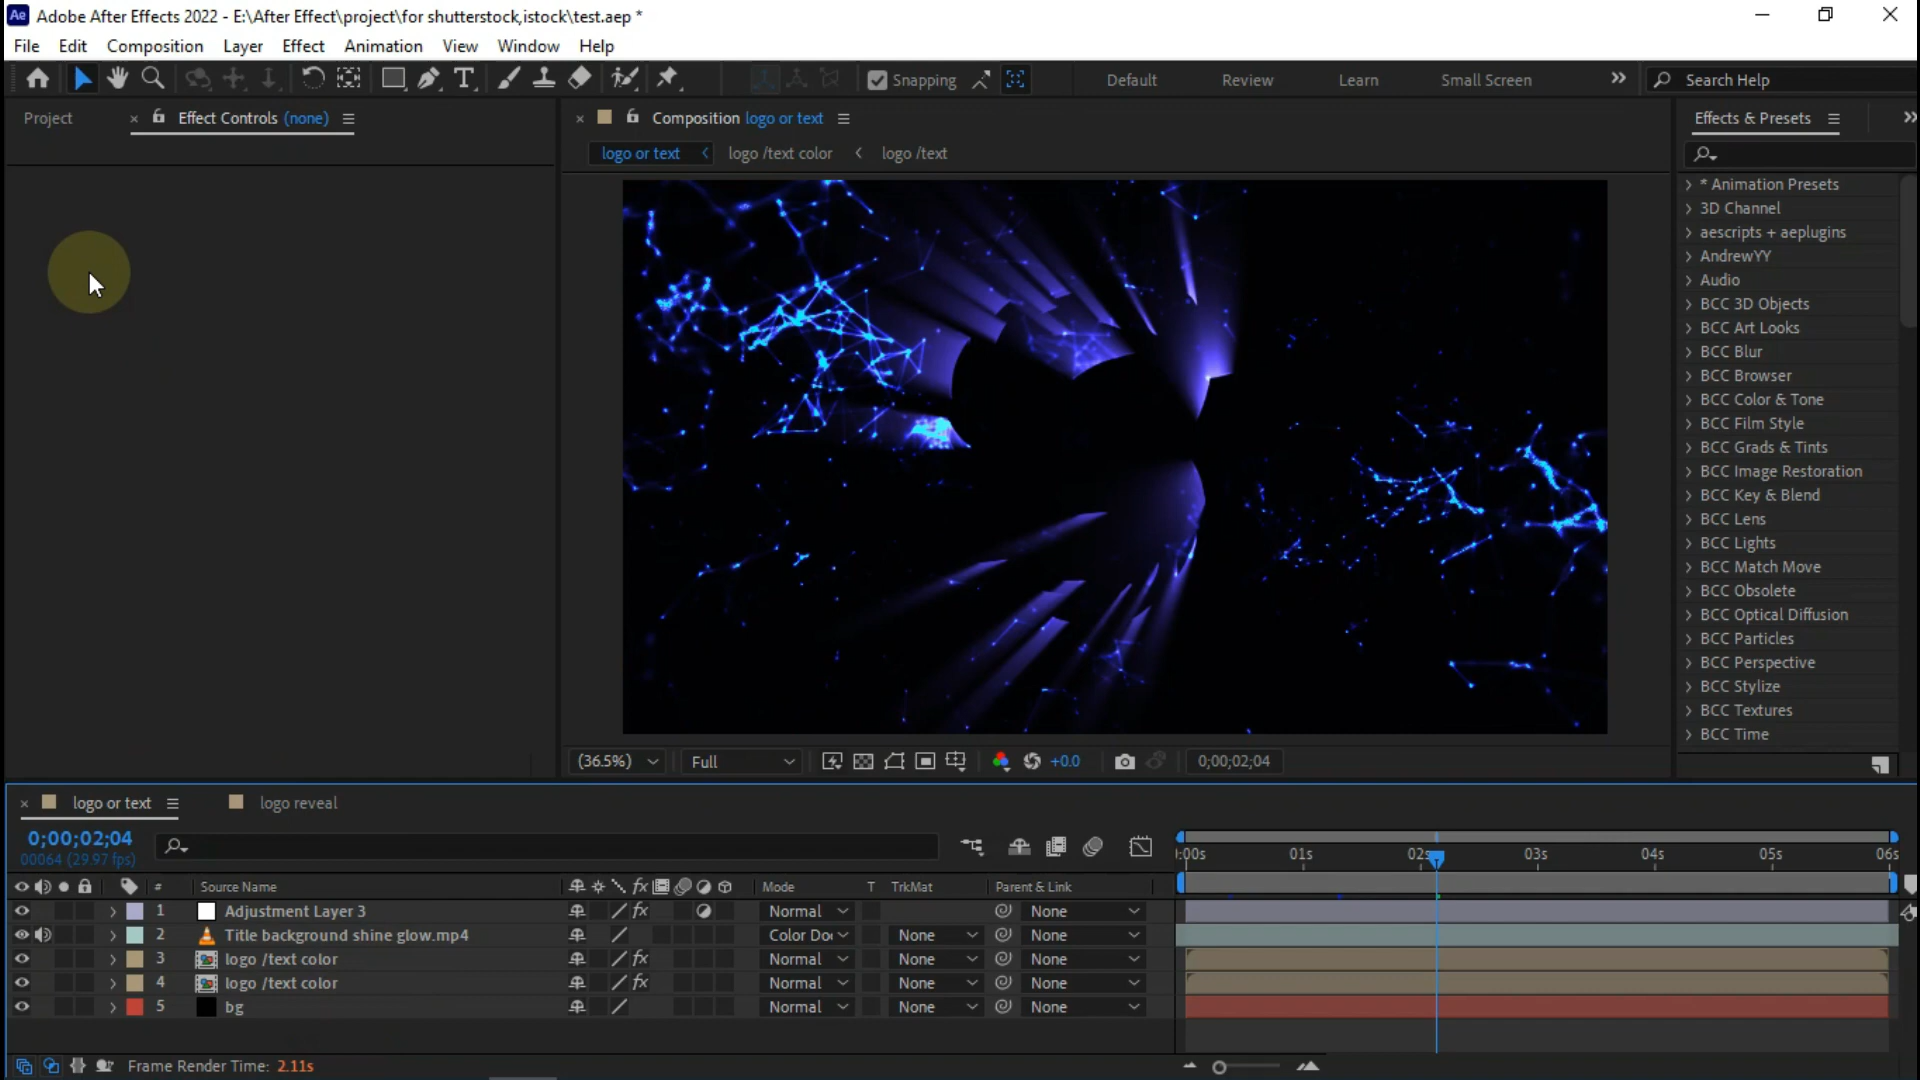 Ae Adobe After Effects 2022 - E:\After Effect\project\for shutterstock,istock\test.aep *
File Edit Composition Layer Effect Animation View Window Help
Snapping Default Review Learn Small Screen Search Help
Project Effect Controls (none)
Composition logo or text
logo or text logo /text color logo /text
Effects & Presets
* Animation Presets
3D Channel
aescripts + aeplugins
AndrewYY
Audio
BCC 3D Objects
BCC Art Looks
BCC Blur
BCC Browser
BCC Color & Tone
BCC Film Style
BCC Grads & Tints
BCC Image Restoration
BCC Key & Blend
BCC Lens
BCC Lights
BCC Match Move
BCC Obsolete
BCC Optical Diffusion
BCC Particles
BCC Perspective
BCC Stylize
BCC Textures
BCC Time
(36.5%) Full +0.0 0;00;02;04
logo or text logo reveal
0;00;02;04
00064 (29.97 fps)
:00s 01s 02s 03s 04s 05s 06s
# Source Name fx Mode T TrkMat Parent & Link
1 Adjustment Layer 3 fx Normal None
2 Title background shine glow.mp4 Color Do None None
3 logo /text color fx Normal None None
4 logo /text color fx Normal None None
5 bg Normal None None
Frame Render Time: 2.11s